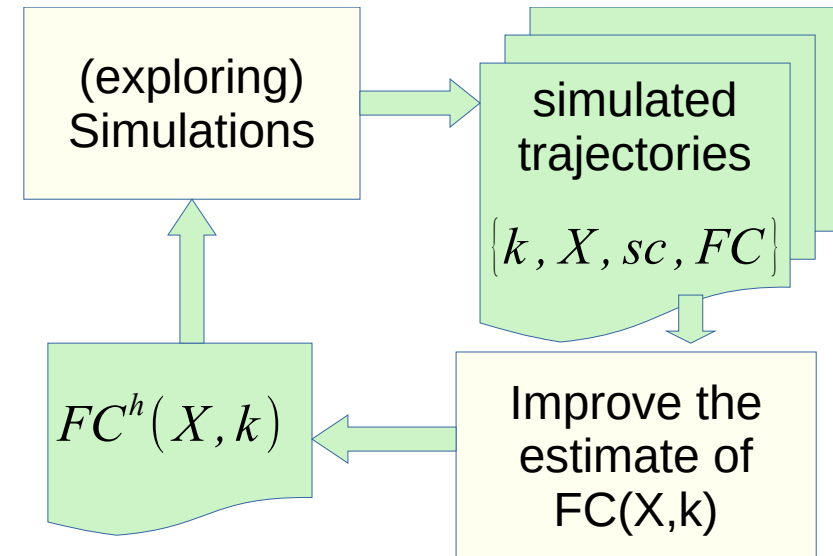 (exploring)
Simulations
simulated
trajectories
{k, X, sc, FC}
FC^h(X, k)
Improve the
estimate of
FC(X,k)